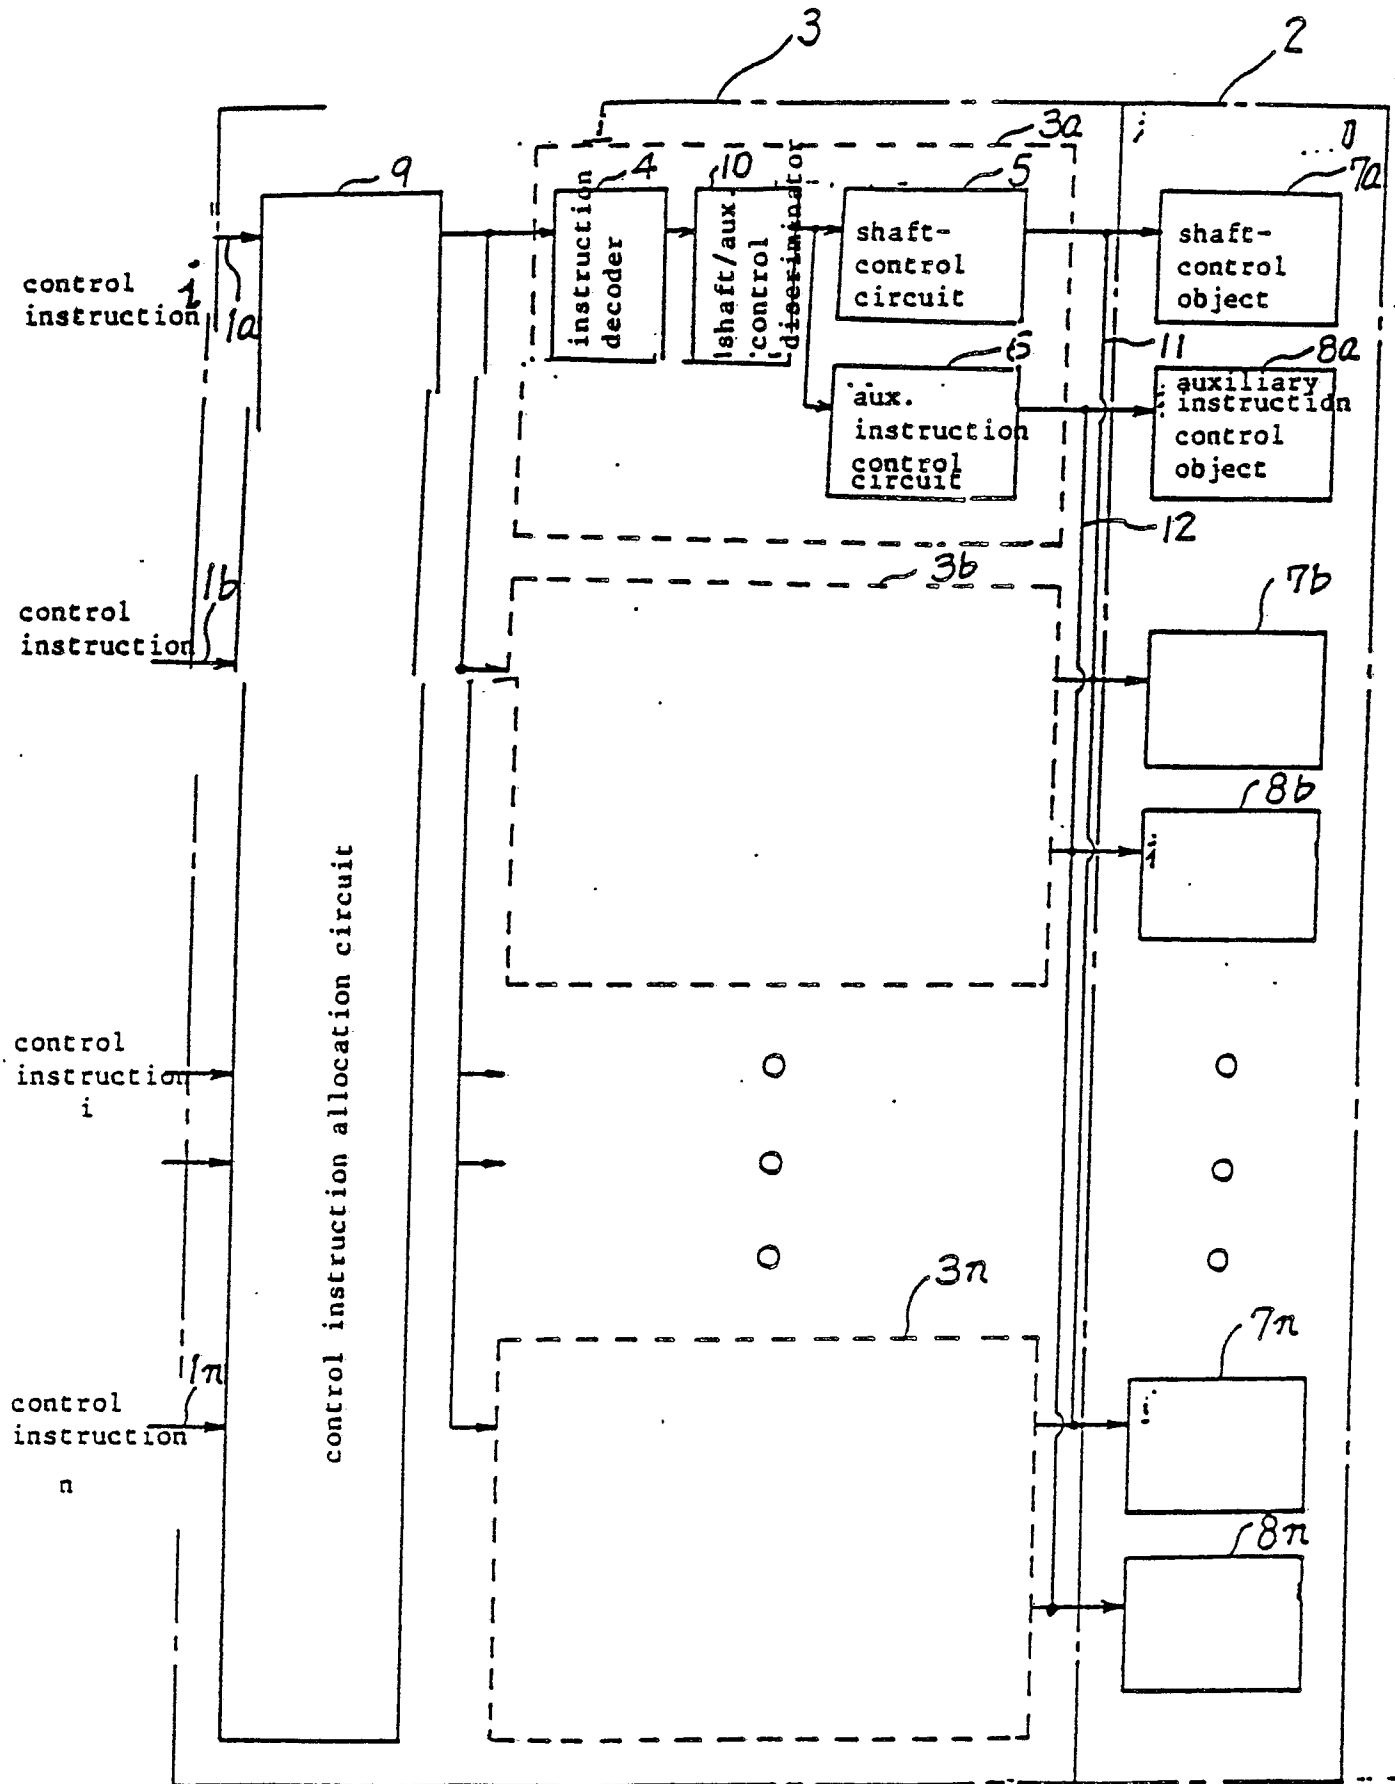 3
2
3a
9
4
10
5
7a
control
instruction i
1a
instruction
decoder
shaft/aux.
control
discriminator
shaft-
control
circuit
shaft-
control
object
11
6
8a
aux.
instruction
control
circuit
auxiliary
instruction
control
object
12
1b
control
instruction
3b
7b
8b
control instruction allocation circuit
control
instruction
i
3n
7n
1n
control
instruction
n
8n